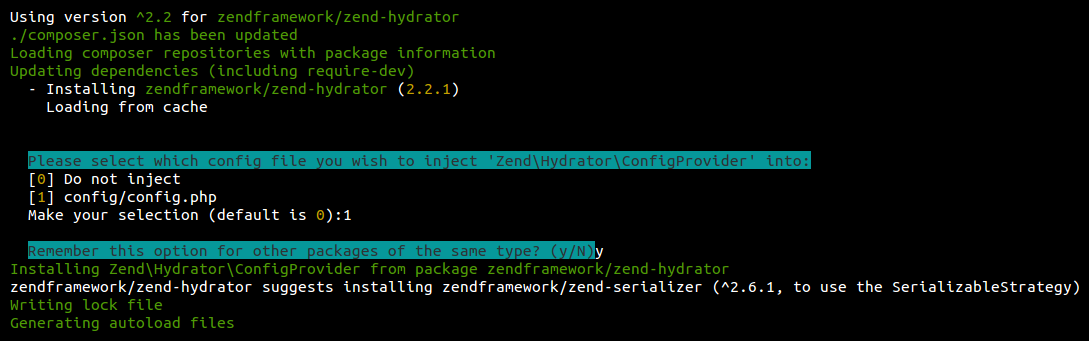 Using version ^2.2 for zendframework/zend-hydrator
./composer.json has been updated
Loading composer repositories with package information
Updating dependencies (including require-dev)
- Installing zendframework/zend-hydrator (2.2.1)
Loading from cache
Please select which config file you wish to inject 'Zend\Hydrator\ConfigProvider' into:
[0] Do not inject
[1] config/config.php
Make your selection (default is 0):1
Remember this option for other packages of the same type? (y/N)y
Installing Zend\Hydrator\ConfigProvider from package zendframework/zend-hydrator
zendframework/zend-hydrator suggests installing zendframework/zend-serializer (^2.6.1, to use the SerializableStrategy)
Writing lock file
Generating autoload files